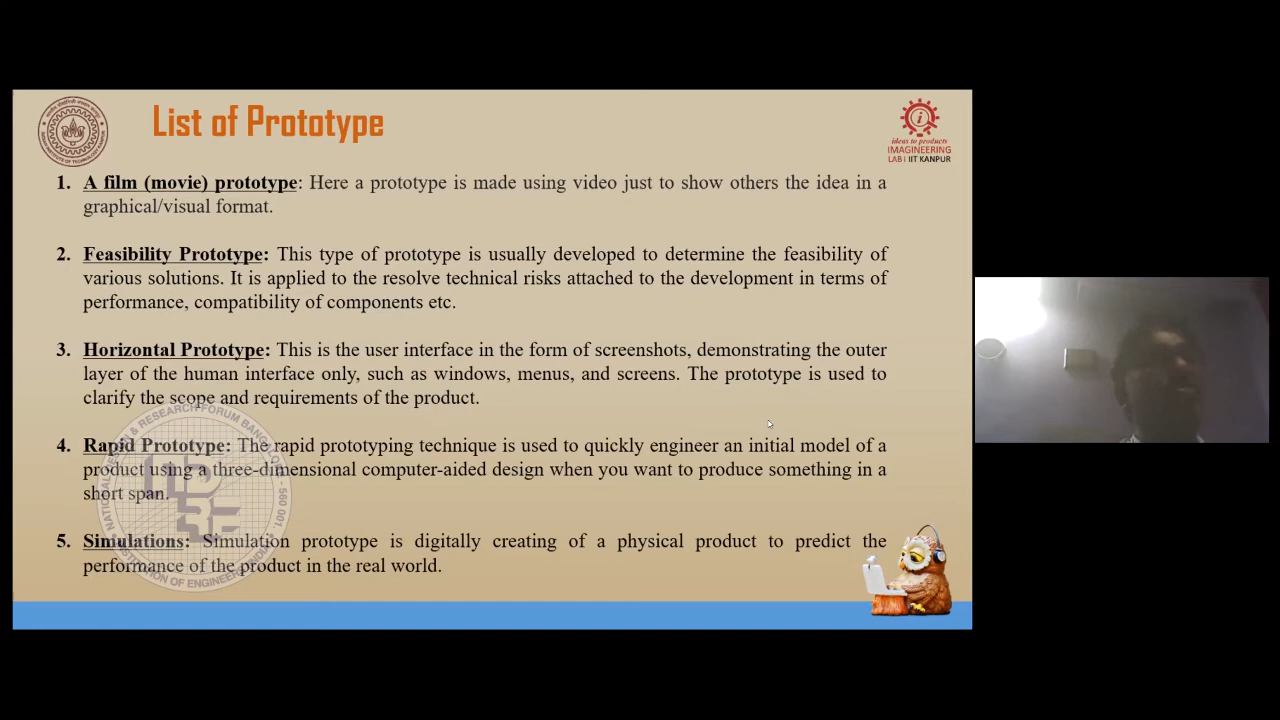 List of Prototype
ideas to products
IMAGINEERING
LAB | IIT KANPUR
1. A film (movie) prototype: Here a prototype is made using video just to show others the idea in a
graphical/visual format.
2. Feasibility Prototype: This type of prototype is usually developed to determine the feasibility of
various solutions. It is applied to the resolve technical risks attached to the development in terms of
performance, compatibility of components etc.
3. Horizontal Prototype: This is the user interface in the form of screenshots, demonstrating the outer
layer of the human interface only, such as windows, menus, and screens. The prototype is used to
clarify the scope and requirements of the product.
4. Rapid Prototype: The rapid prototyping technique is used to quickly engineer an initial model of a
product using a three-dimensional computer-aided design when you want to produce something in a
short span.
5. Simulations: Simulation prototype is digitally creating of a physical product to predict the
performance of the product in the real world.